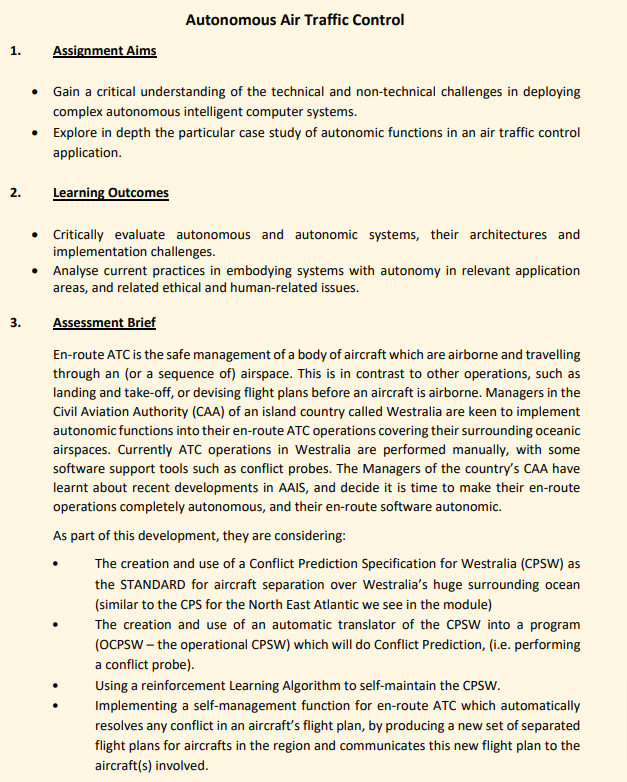 Autonomous Air Traffic Control
1. Assignment Aims
• Gain a critical understanding of the technical and non-technical challenges in deploying
complex autonomous intelligent computer systems.
• Explore in depth the particular case study of autonomic functions in an air traffic control
application.
2. Learning Outcomes
• Critically evaluate autonomous and autonomic systems, their architectures and
implementation challenges.
• Analyse current practices in embodying systems with autonomy in relevant application
areas, and related ethical and human-related issues.
3. Assessment Brief
En-route ATC is the safe management of a body of aircraft which are airborne and travelling
through an (or a sequence of) airspace. This is in contrast to other operations, such as
landing and take-off, or devising flight plans before an aircraft is airborne. Managers in the
Civil Aviation Authority (CAA) of an island country called Westralia are keen to implement
autonomic functions into their en-route ATC operations covering their surrounding oceanic
airspaces. Currently ATC operations in Westralia are performed manually, with some
software support tools such as conflict probes. The Managers of the country's CAA have
learnt about recent developments in AAIS, and decide it is time to make their en-route
operations completely autonomous, and their en-route software autonomic.
As part of this development, they are considering:
• The creation and use of a Conflict Prediction Specification for Westralia (CPSW) as
the STANDARD for aircraft separation over Westralia's huge surrounding ocean
(similar to the CPS for the North East Atlantic we see in the module)
• The creation and use of an automatic translator of the CPSW into a program
(OCPSW – the operational CPSW) which will do Conflict Prediction, (i.e. performing
a conflict probe).
• Using a reinforcement Learning Algorithm to self-maintain the CPSW.
• Implementing a self-management function for en-route ATC which automatically
resolves any conflict in an aircraft's flight plan, by producing a new set of separated
flight plans for aircrafts in the region and communicates this new flight plan to the
aircraft(s) involved.